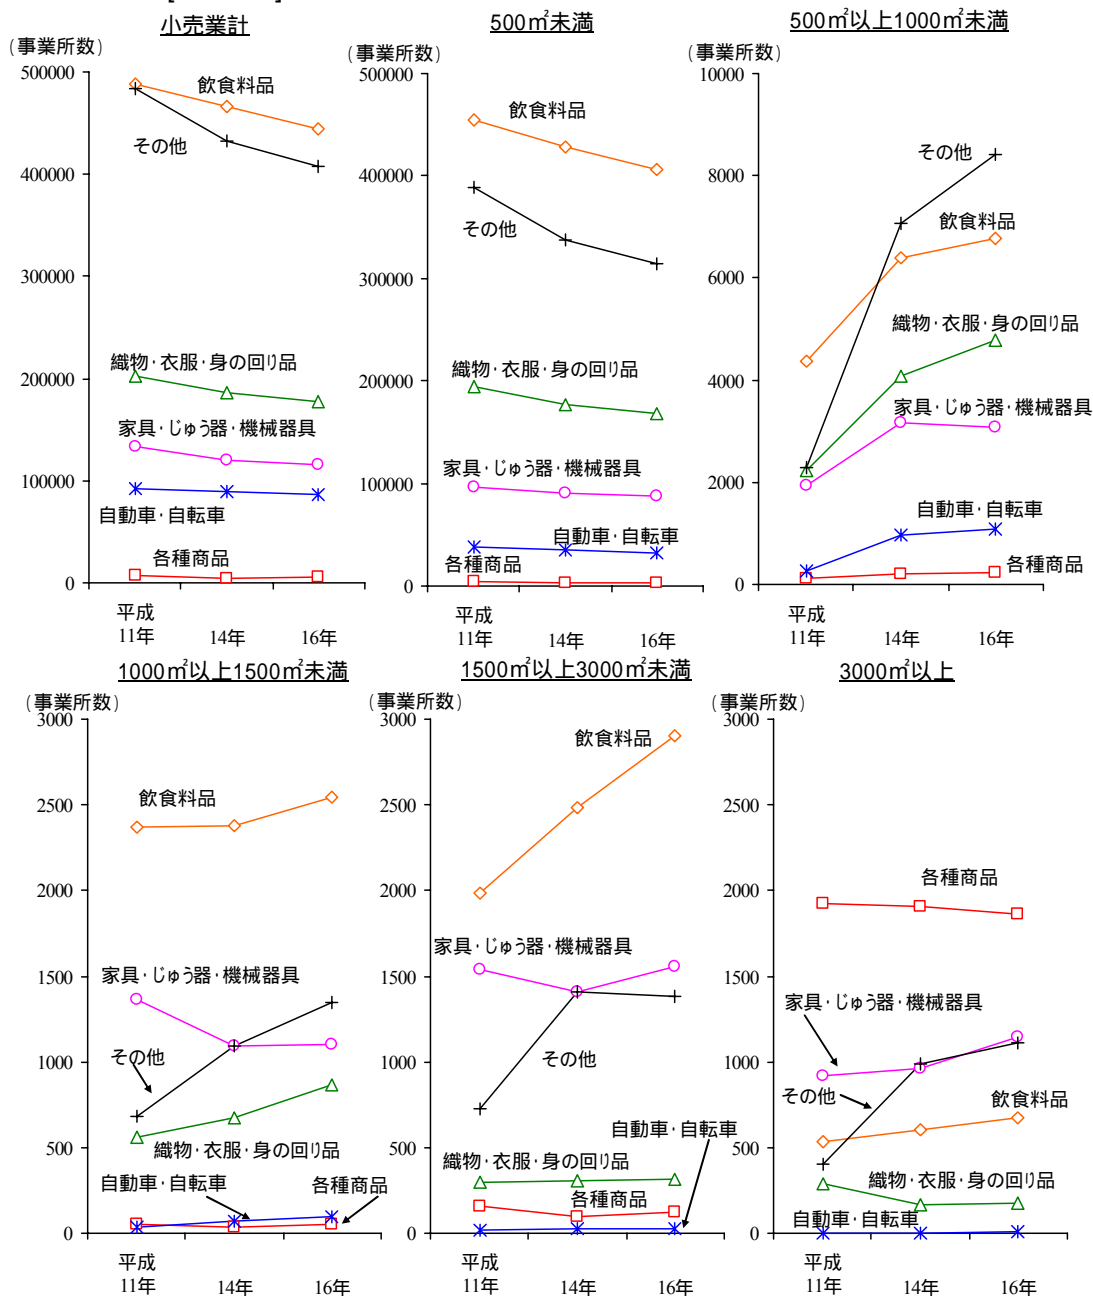 小売業計
(事業所数)
500000
400000
300000
200000
100000
0
飲食料品
その他
織物・衣服・身の回り品
家具・じゅう器・機械器具
自動車・自転車
各種商品
平成
11年
14年
16年
500㎡未満
(事業所数)
500000
400000
300000
200000
100000
0
飲食料品
その他
織物・衣服・身の回り品
家具・じゅう器・機械器具
自動車・自転車
各種商品
平成
11年
14年
16年
500㎡以上1000㎡未満
(事業所数)
10000
8000
6000
4000
2000
0
その他
飲食料品
織物・衣服・身の回り品
家具・じゅう器・機械器具
自動車・自転車
各種商品
平成
11年
14年
16年
1000㎡以上1500㎡未満
(事業所数)
3000
2500
2000
1500
1000
500
0
飲食料品
家具・じゅう器・機械器具
その他
織物・衣服・身の回り品
自動車・自転車
各種商品
平成
11年
14年
16年
1500㎡以上3000㎡未満
(事業所数)
3000
2500
2000
1500
1000
500
0
飲食料品
家具・じゅう器・機械器具
その他
自動車・自転車
織物・衣服・身の回り品
各種商品
平成
11年
14年
16年
3000㎡以上
(事業所数)
3000
2500
2000
1500
1000
500
0
各種商品
家具・じゅう器・機械器具
その他
飲食料品
織物・衣服・身の回り品
自動車・自転車
平成
11年
14年
16年